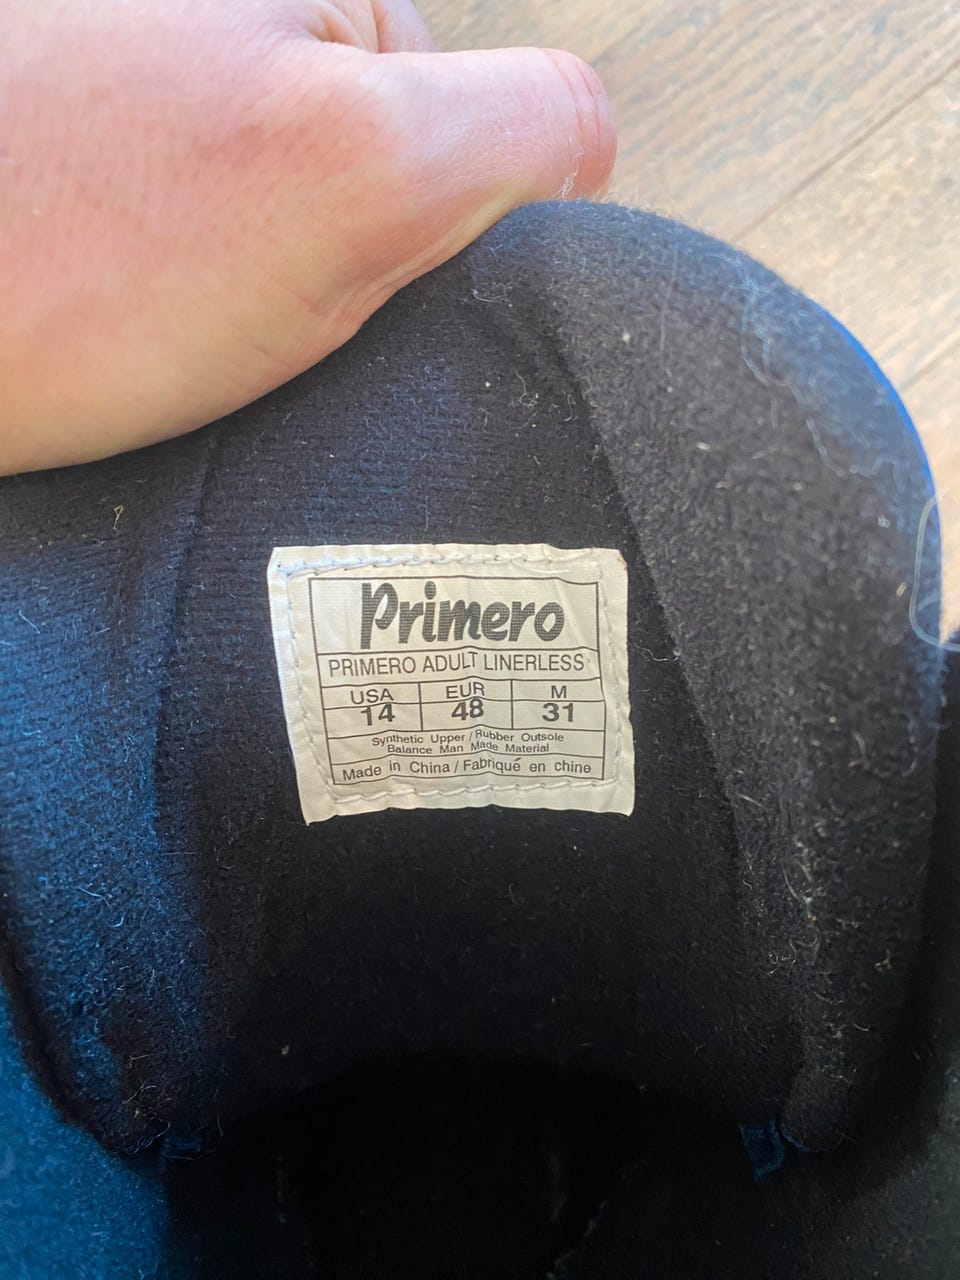 Primero
PRIMERO ADULT LINERLESS
USA EUR M
14 48 31
Synthetic Upper / Rubber Outsole
Balance Man Made Material
Made in China / Fabriqué en chine